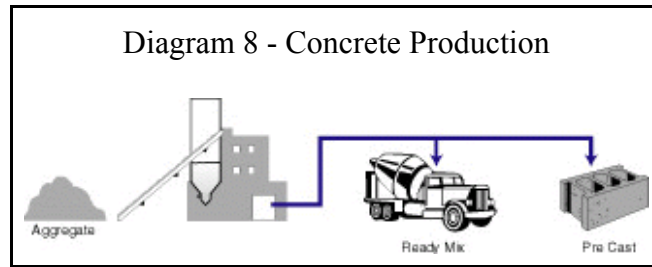 Diagram 8 - Concrete Production
Aggregate
Ready Mix
Pre Cast